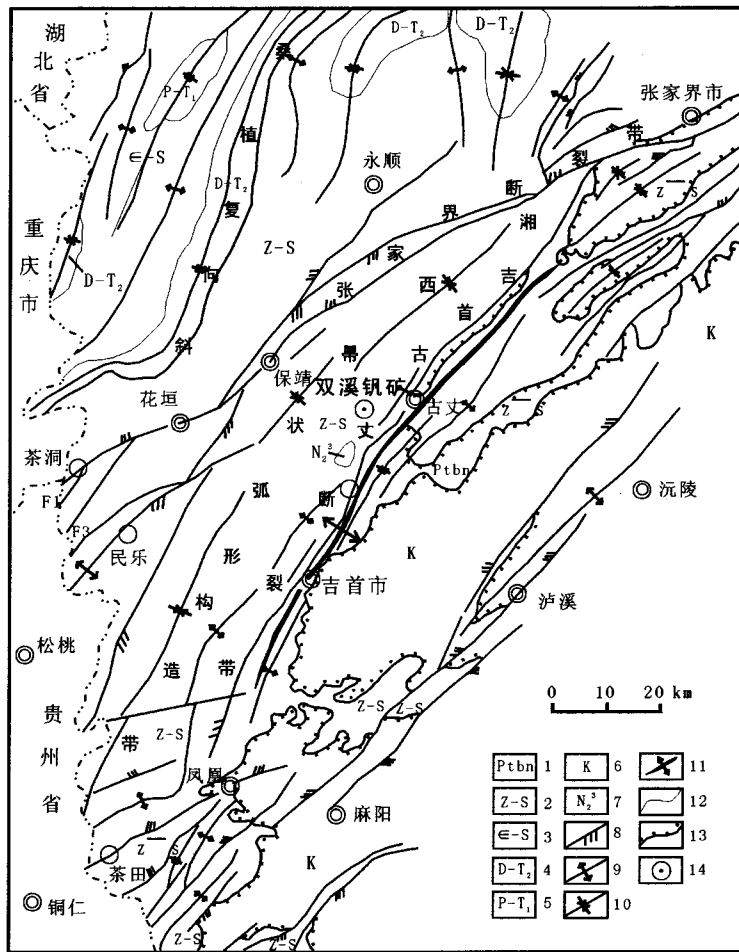 湖北省
重庆市
贵州省
D-T₂
D-T₂
P-T₁
∈-S
D-T₂
D-T₂
桑植复向斜
张家界市
永顺
张家界断裂带
Z-S
Z S
湘西帚状弧形构造带
吉首古丈断裂带
K
保靖
花垣
双溪钒矿
古丈
Z-S
N₂³
Z S
茶洞
F1
F3
民乐
Ptbn
沅陵
K
吉首市
泸溪
松桃
Z-S
Z-S
Z-S
凤凰
麻阳
Z S
茶田
K
铜仁
Z-S
Z-S
0 10 20 km
Ptbn 1
Z-S 2
∈-S 3
D-T₂ 4
P-T₁ 5
K 6
N₂³ 7
8
9
10
11
12
13
14